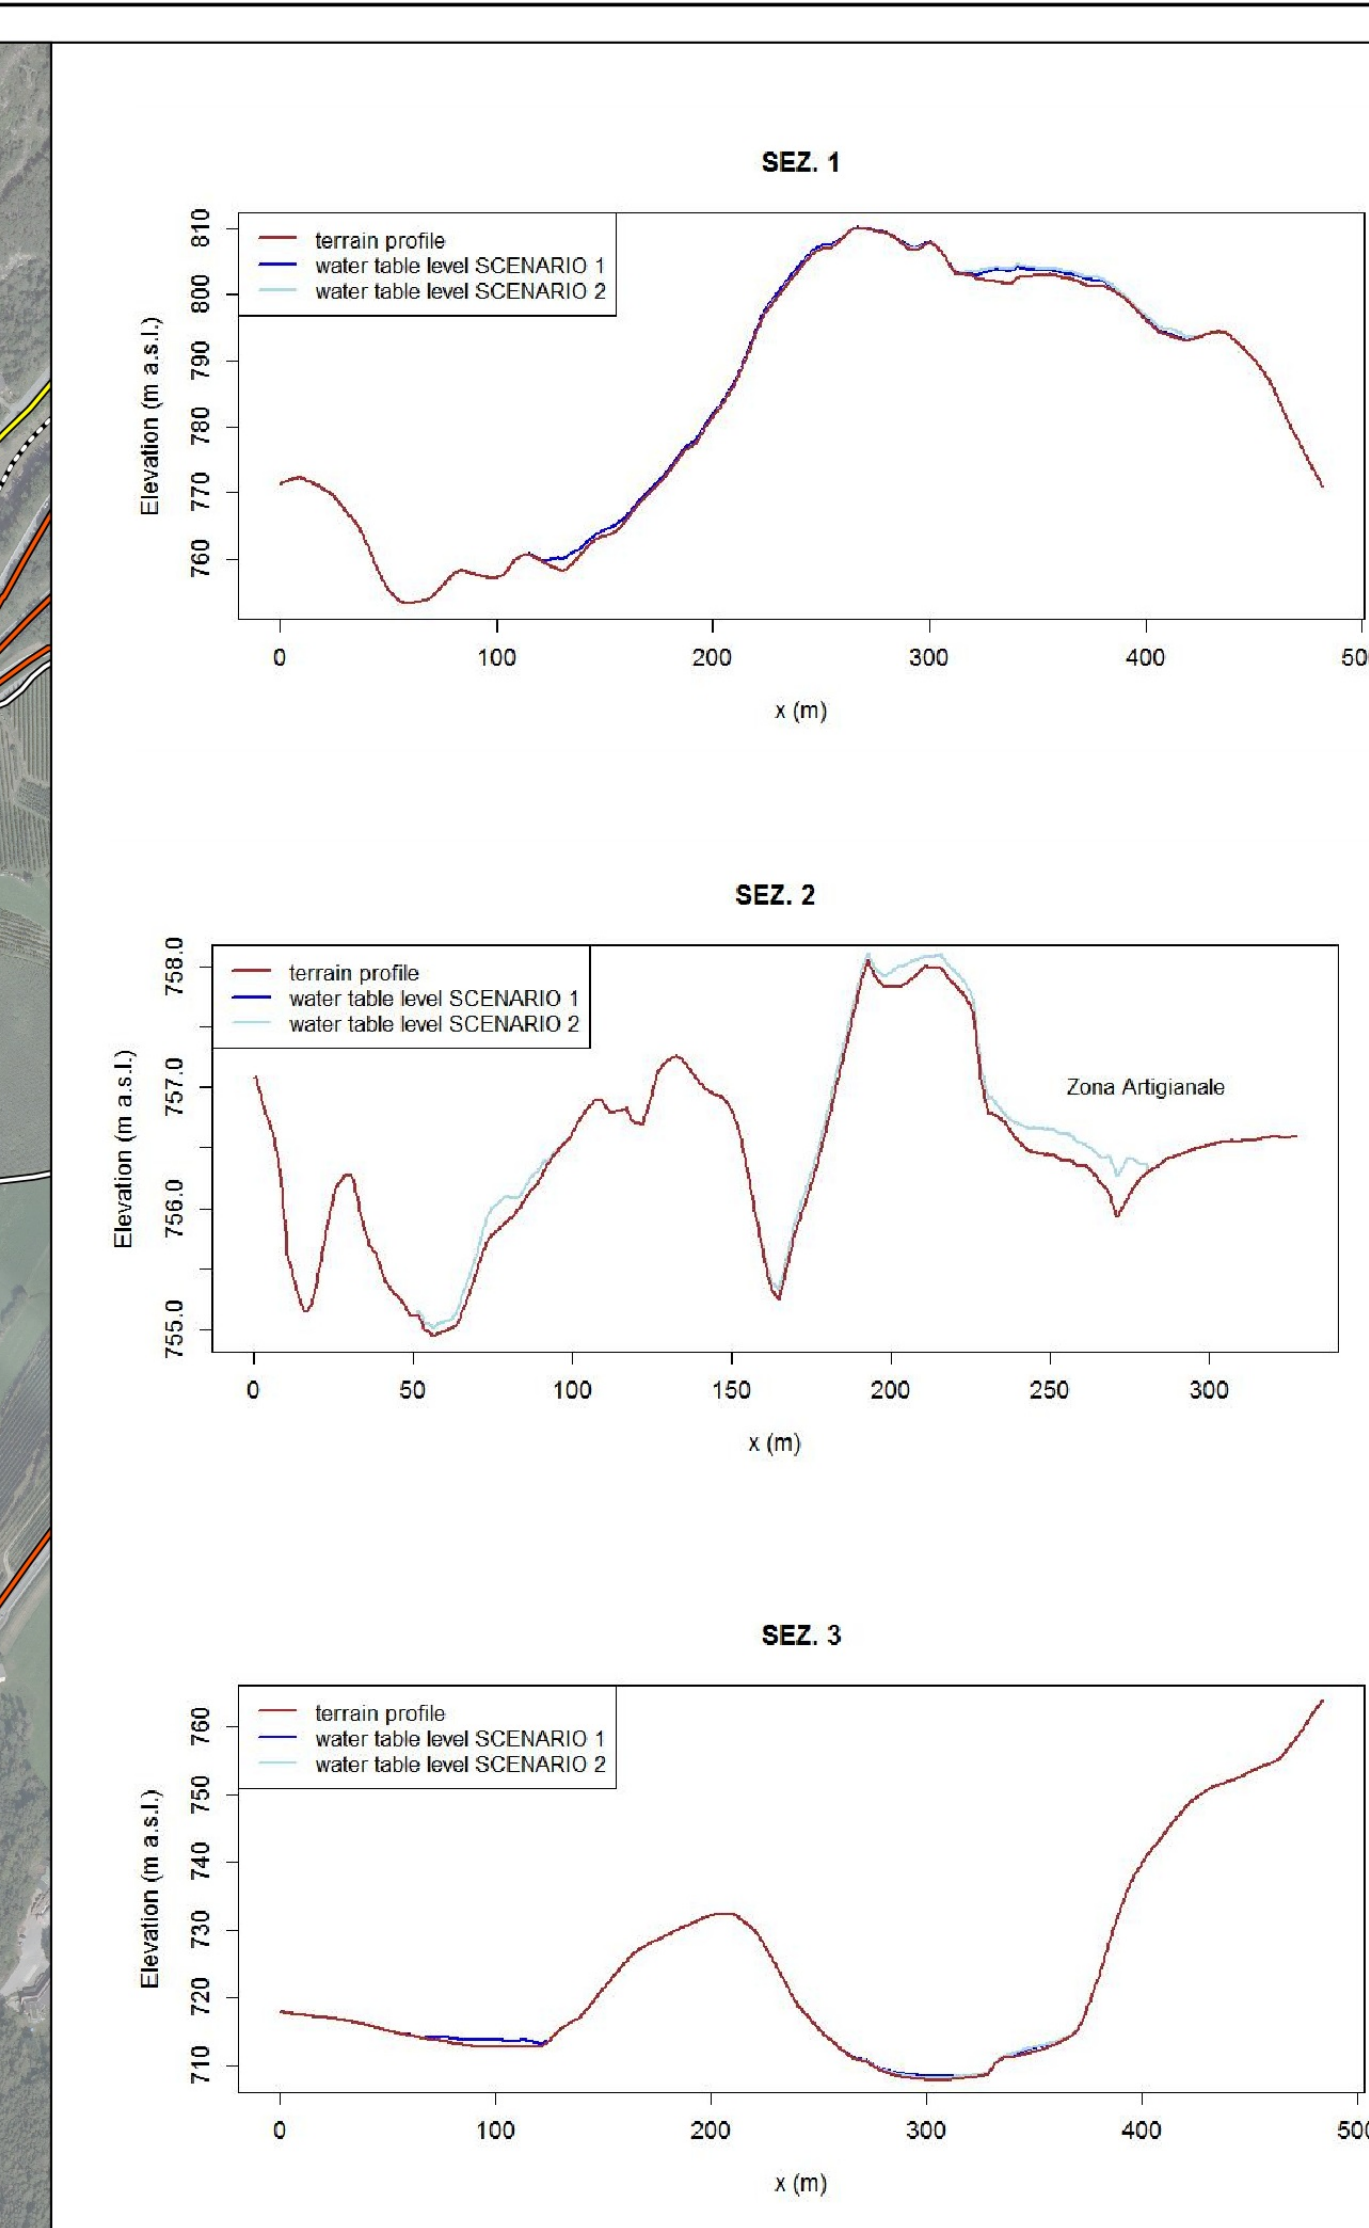 SEZ. 1
terrain profile
water table level SCENARIO 1
water table level SCENARIO 2
Elevation (m a.s.l.)
810
800
790
780
770
760
0 100 200 300 400 50
x (m)
SEZ. 2
terrain profile
water table level SCENARIO 1
water table level SCENARIO 2
Zona Artigianale
Elevation (m a.s.l.)
758.0
757.0
756.0
755.0
0 50 100 150 200 250 300
x (m)
SEZ. 3
terrain profile
water table level SCENARIO 1
water table level SCENARIO 2
Elevation (m a.s.l.)
760
750
740
730
720
710
0 100 200 300 400 500
x (m)